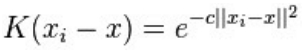 K(x_i − x) = e^{−c||x_i−x||^2}